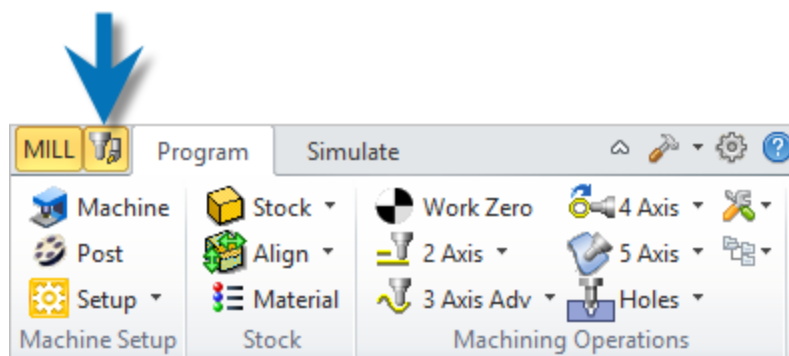 MILL Program Simulate
Machine Stock Work Zero 4 Axis
Post Align 2 Axis 5 Axis
Setup Material 3 Axis Adv Holes
Machine Setup Stock Machining Operations